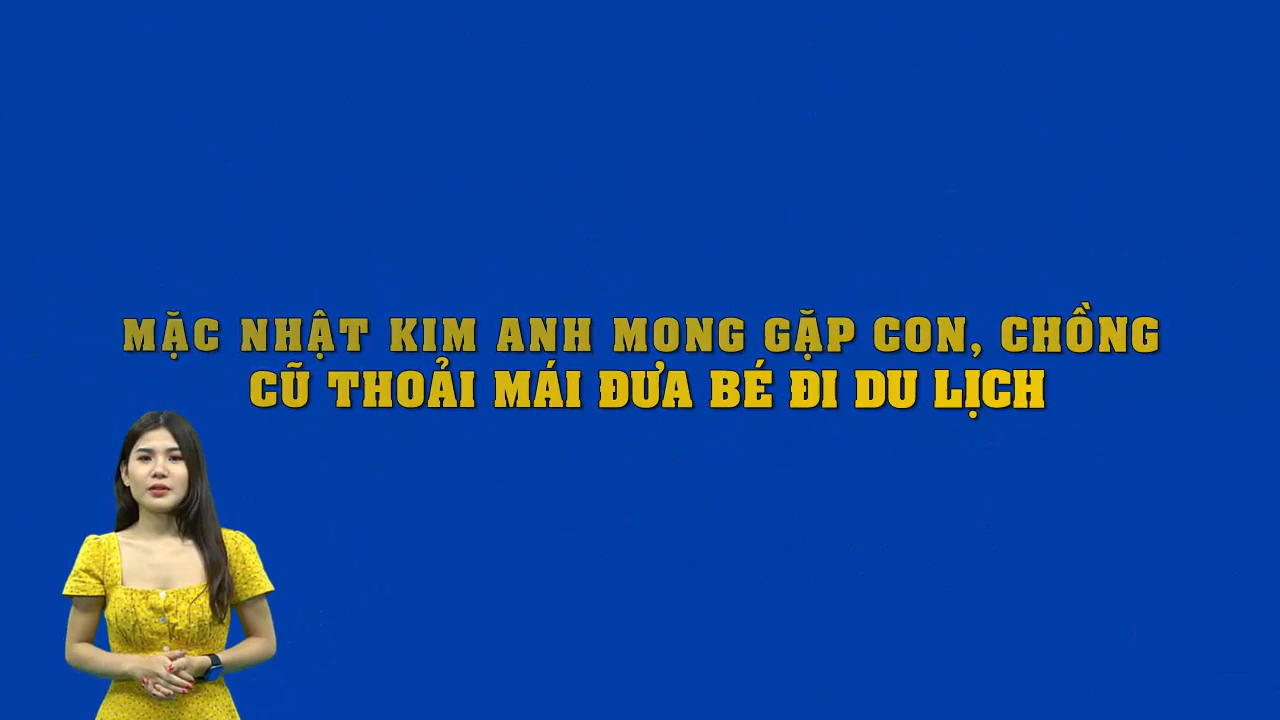 MẶC NHẬT KIM ANH MONG GẶP CON, CHỒNG
CŨ THOẢI MÁI ĐƯA BÉ ĐI DU LỊCH